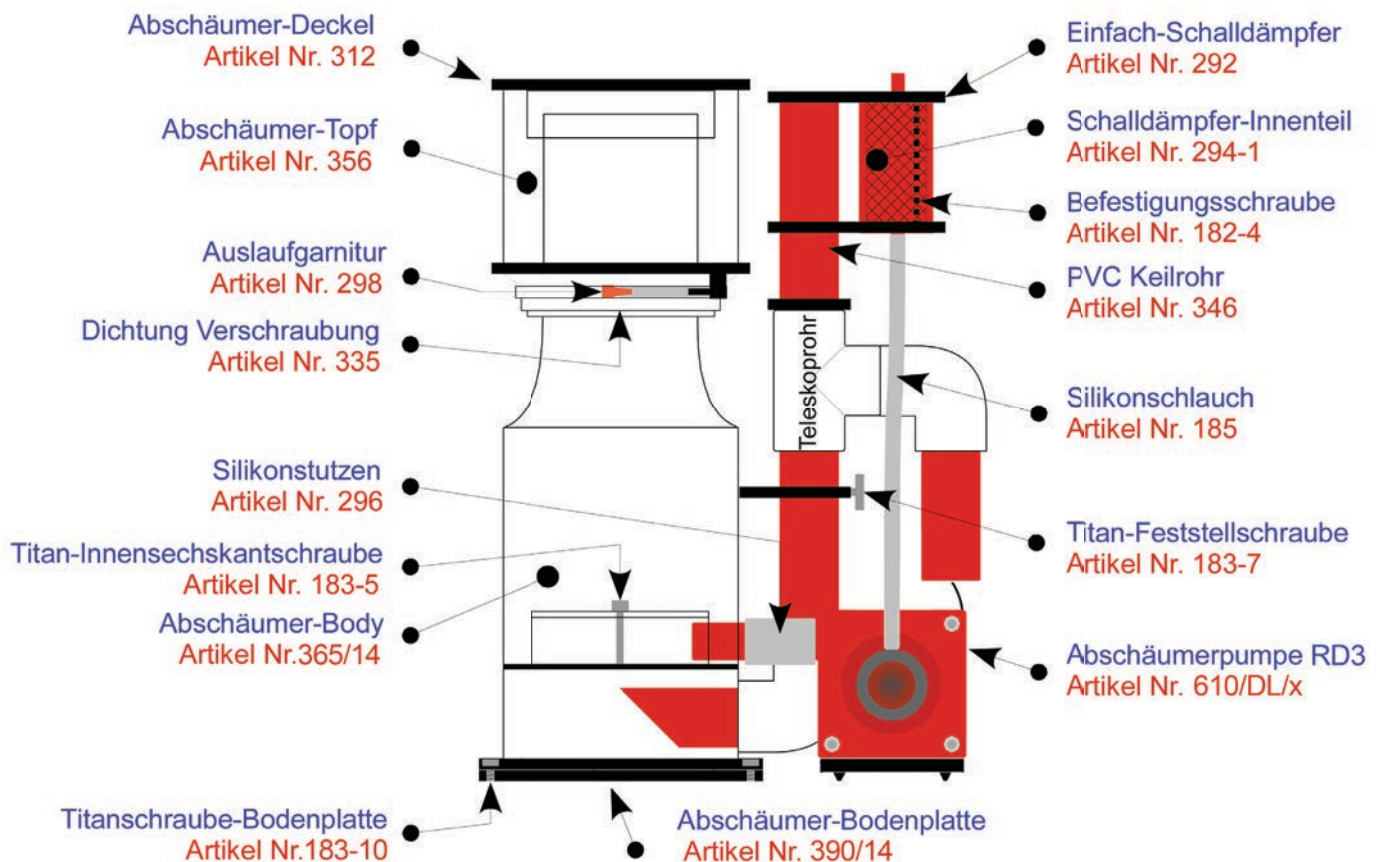 Abschäumer-Deckel
Artikel Nr. 312
Abschäumer-Topf
Artikel Nr. 356
Auslaufgarnitur
Artikel Nr. 298
Dichtung Verschraubung
Artikel Nr. 335
Silikonstutzen
Artikel Nr. 296
Titan-Innensechskantschraube
Artikel Nr. 183-5
Abschäumer-Body
Artikel Nr.365/14
Titanschraube-Bodenplatte
Artikel Nr.183-10
Abschäumer-Bodenplatte
Artikel Nr. 390/14
Teleskoprohr
Einfach-Schalldämpfer
Artikel Nr. 292
Schalldämpfer-Innenteil
Artikel Nr. 294-1
Befestigungsschraube
Artikel Nr. 182-4
PVC Keilrohr
Artikel Nr. 346
Silikonschlauch
Artikel Nr. 185
Titan-Feststellschraube
Artikel Nr. 183-7
Abschäumerpumpe RD3
Artikel Nr. 610/DL/x